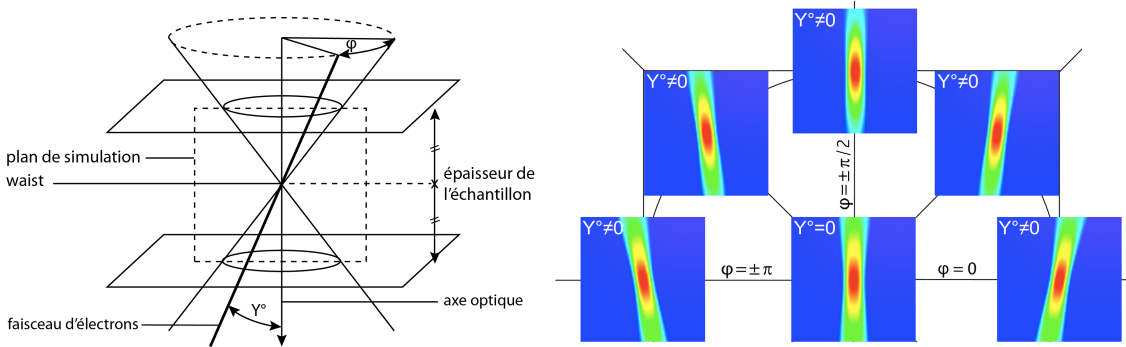 φ
plan de simulation
waist
épaisseur de
l'échantillon
axe optique
Y°
faisceau d'électrons
Y°≠0
Y°≠0
Y°≠0
φ=±π/2
Y°≠0
Y°=0
Y°≠0
φ=±π
φ=0